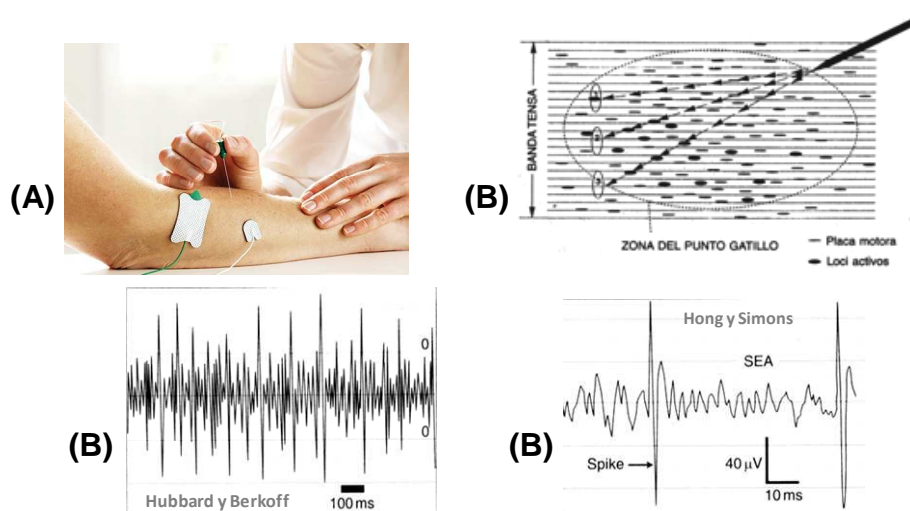 (A)
(B)
BANDA TENSA
ZONA DEL PUNTO GATILLO
Placa motora
Loci activos
(B)
0
0
100 ms
Hubbard y Berkoff
(B)
Hong y Simons
SEA
Spike
40 µV
10 ms